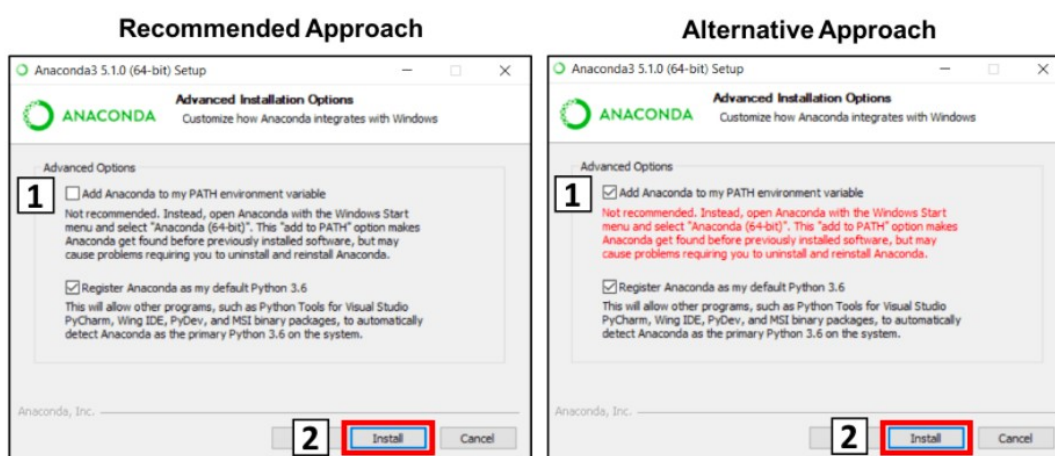 Recommended Approach
Anaconda3 5.1.0 (64-bit) Setup
ANACONDA
Advanced Installation Options
Customize how Anaconda integrates with Windows
Advanced Options
1
Add Anaconda to my PATH environment variable
Not recommended. Instead, open Anaconda with the Windows Start
menu and select "Anaconda (64-bit)". This "add to PATH" option makes
Anaconda get found before previously installed software, but may
cause problems requiring you to uninstall and reinstall Anaconda.
Register Anaconda as my default Python 3.6
This will allow other programs, such as Python Tools for Visual Studio
PyCharm, Wing IDE, PyDev, and MSI binary packages, to automatically
detect Anaconda as the primary Python 3.6 on the system.
Anaconda, Inc.
2
Install
Cancel
Alternative Approach
Anaconda3 5.1.0 (64-bit) Setup
ANACONDA
Advanced Installation Options
Customize how Anaconda integrates with Windows
Advanced Options
1
Add Anaconda to my PATH environment variable
Not recommended. Instead, open Anaconda with the Windows Start
menu and select "Anaconda (64-bit)". This "add to PATH" option makes
Anaconda get found before previously installed software, but may
cause problems requiring you to uninstall and reinstall Anaconda.
Register Anaconda as my default Python 3.6
This will allow other programs, such as Python Tools for Visual Studio
PyCharm, Wing IDE, PyDev, and MSI binary packages, to automatically
detect Anaconda as the primary Python 3.6 on the system.
Anaconda, Inc.
2
Install
Cancel